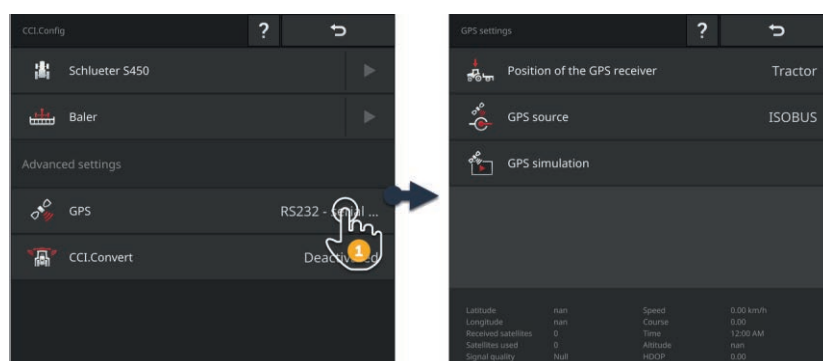 CCI.Config
?
Schlueter S450
Baler
Advanced settings
GPS RS232 - serial ...
CCI.Convert Deactivated
1
GPS settings
?
Position of the GPS receiver Tractor
GPS source ISOBUS
GPS simulation
Latitude nan Speed 0.00 km/h
Longitude nan Course 0.00
Received satellites 0 Time 12:00 AM
Satellites used 0 Altitude nan
Signal quality Null HDOP 0.00